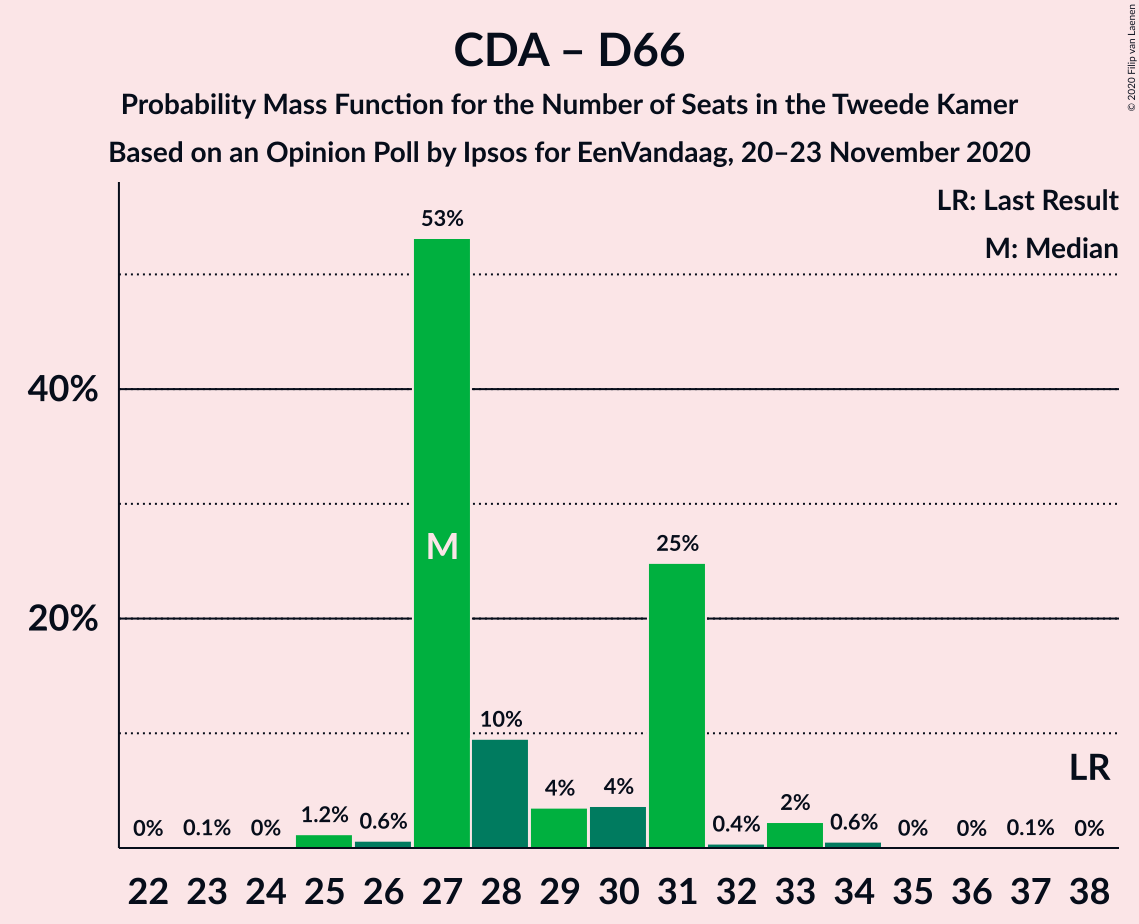 CDA – D66
Probability Mass Function for the Number of Seats in the Tweede Kamer
Based on an Opinion Poll by Ipsos for EenVandaag, 20–23 November 2020
© 2020 Filip van Laenen
LR: Last Result
M: Median
53%
40%
M
25%
20%
10%
LR
4%
4%
2%
0%
0.1%
0%
1.2%
0.6%
0.4%
0.6%
0%
0%
0.1%
0%
22 23 24 25 26 27 28 29 30 31 32 33 34 35 36 37 38